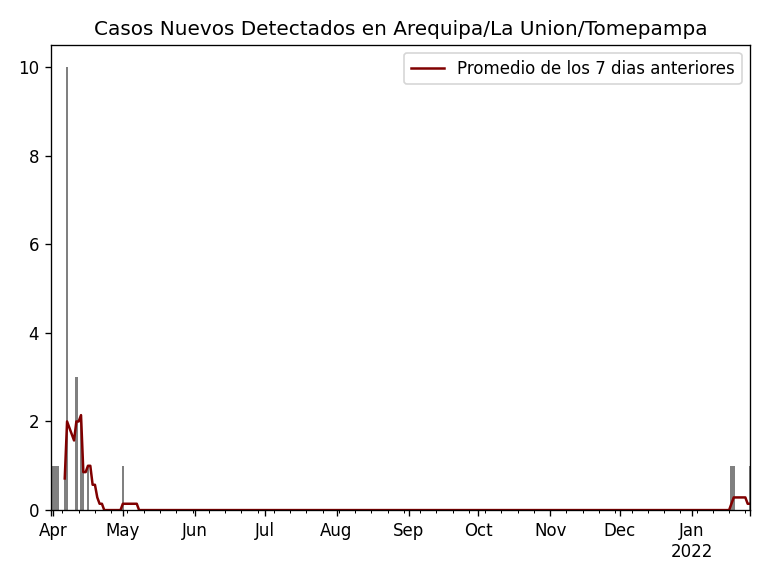 Casos Nuevos Detectados en Arequipa/La Union/Tomepampa
Promedio de los 7 dias anteriores
10
8
6
4
2
0
Apr May Jun Jul Aug Sep Oct Nov Dec Jan
2022